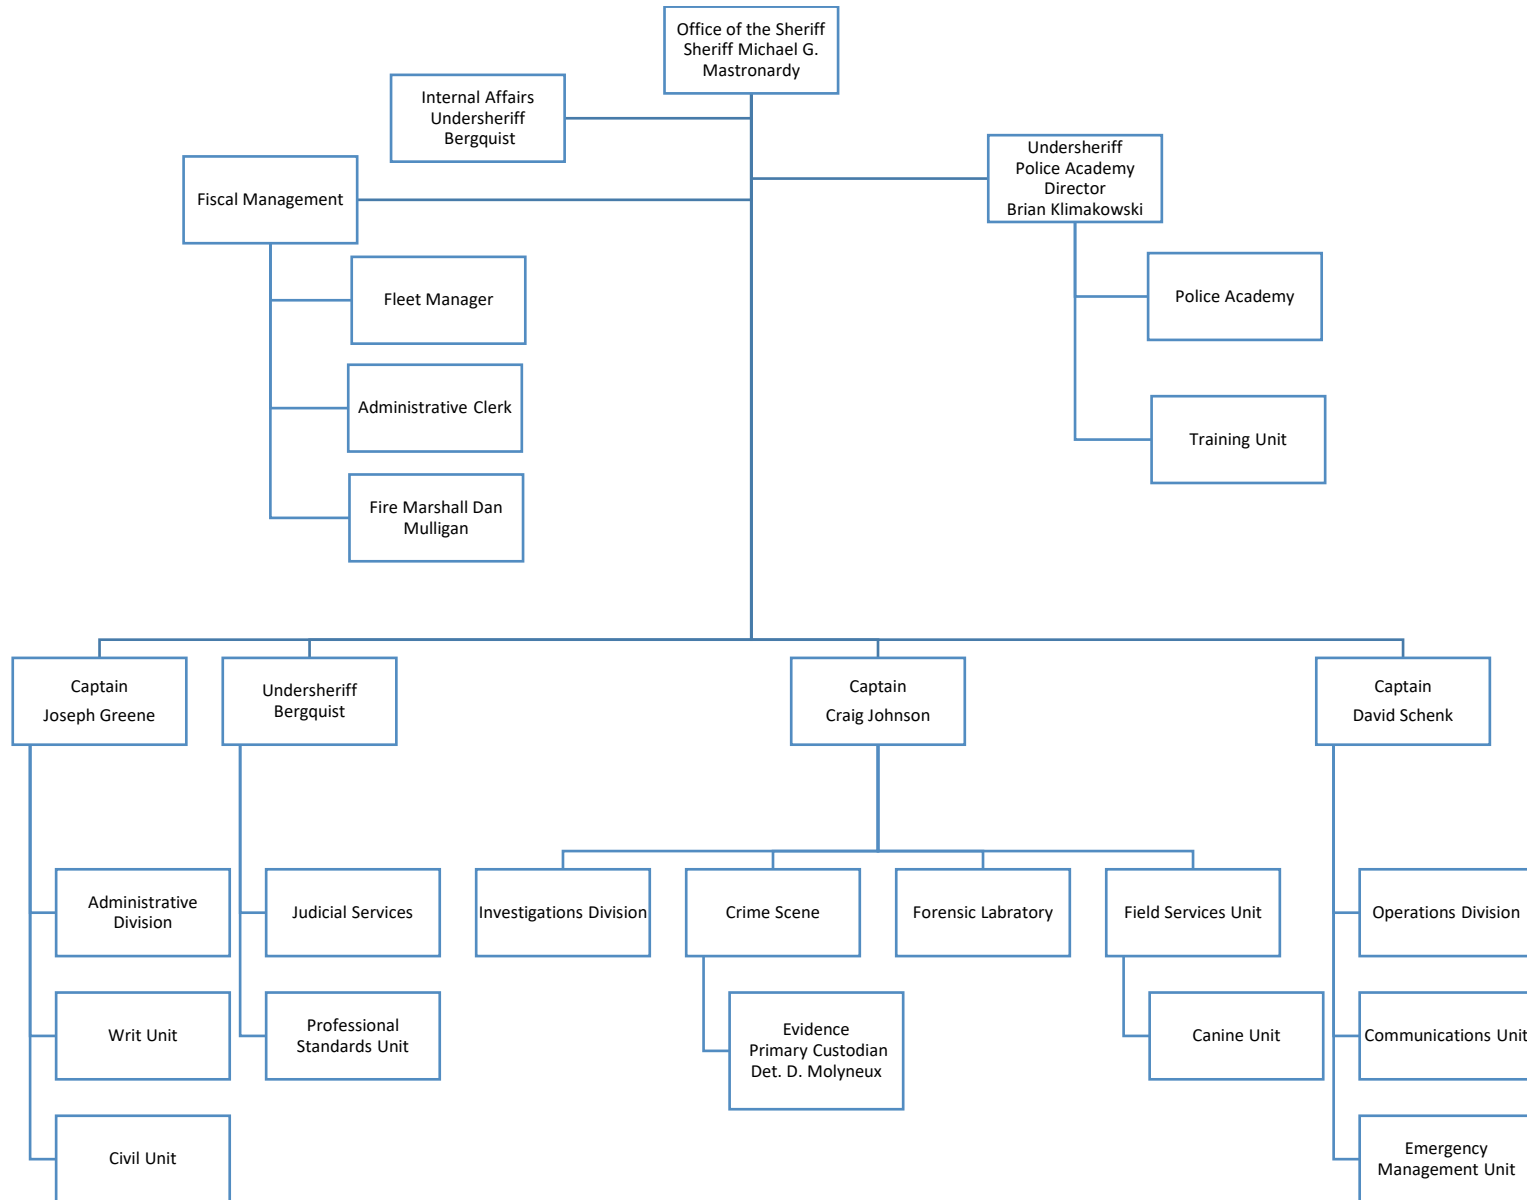 Office of the Sheriff
Sheriff Michael G.
Mastronardy
Internal Affairs
Undersheriff
Bergquist
Undersheriff
Police Academy
Director
Brian Klimakowski
Fiscal Management
Fleet Manager
Police Academy
Administrative Clerk
Training Unit
Fire Marshall Dan
Mulligan
Captain
Joseph Greene
Undersheriff
Bergquist
Captain
Craig Johnson
Captain
David Schenk
Administrative
Division
Judicial Services
Investigations Division
Crime Scene
Forensic Labratory
Field Services Unit
Operations Division
Writ Unit
Professional
Standards Unit
Evidence
Primary Custodian
Det. D. Molyneux
Canine Unit
Communications Unit
Civil Unit
Emergency
Management Unit